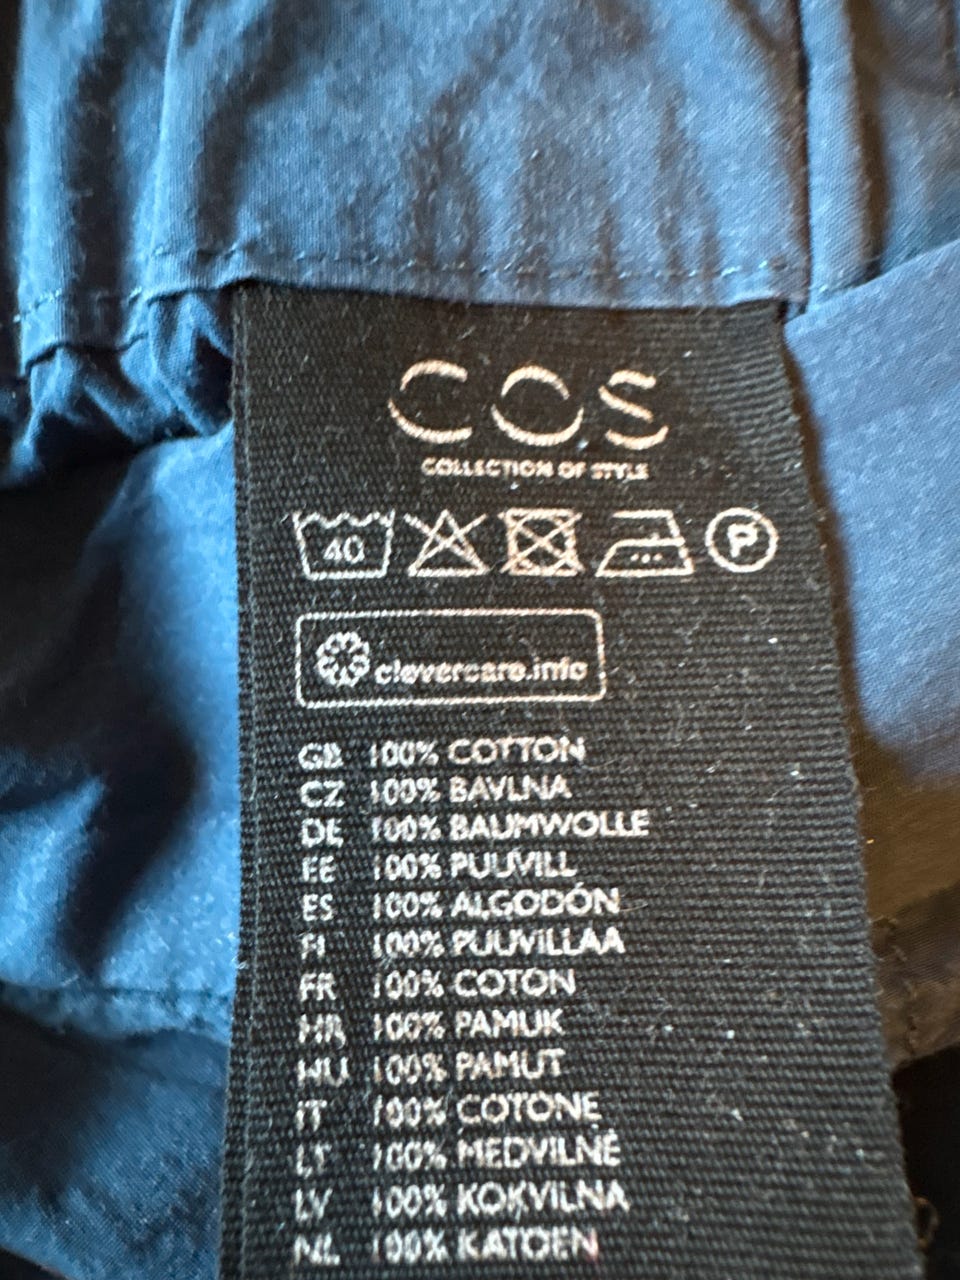 COS
COLLECTION OF STYLE
40 P
clevercare.info
GB 100% COTTON
CZ 100% BAVLNA
DE 100% BAUMWOLLE
EE 100% PUUVILL
ES 100% ALGODÓN
FI 100% PUUVILLAA
FR 100% COTON
HR 100% PAMUK
HU 100% PAMUT
IT 100% COTONE
LT 100% MEDVILNĖ
LV 100% KOKVILNA
NL 100% KATOEN